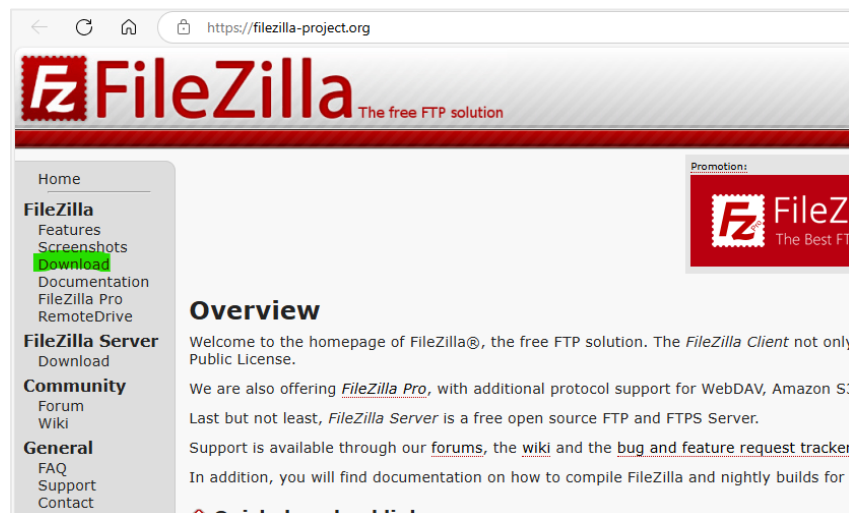 https://filezilla-project.org
FileZilla The free FTP solution
Home
FileZilla
Features
Screenshots
Download
Documentation
FileZilla Pro
RemoteDrive
FileZilla Server
Download
Community
Forum
Wiki
General
FAQ
Support
Contact
Promotion:
FileZ
The Best FT
Overview
Welcome to the homepage of FileZilla®, the free FTP solution. The FileZilla Client not only
Public License.
We are also offering FileZilla Pro, with additional protocol support for WebDAV, Amazon S3
Last but not least, FileZilla Server is a free open source FTP and FTPS Server.
Support is available through our forums, the wiki and the bug and feature request tracker
In addition, you will find documentation on how to compile FileZilla and nightly builds for